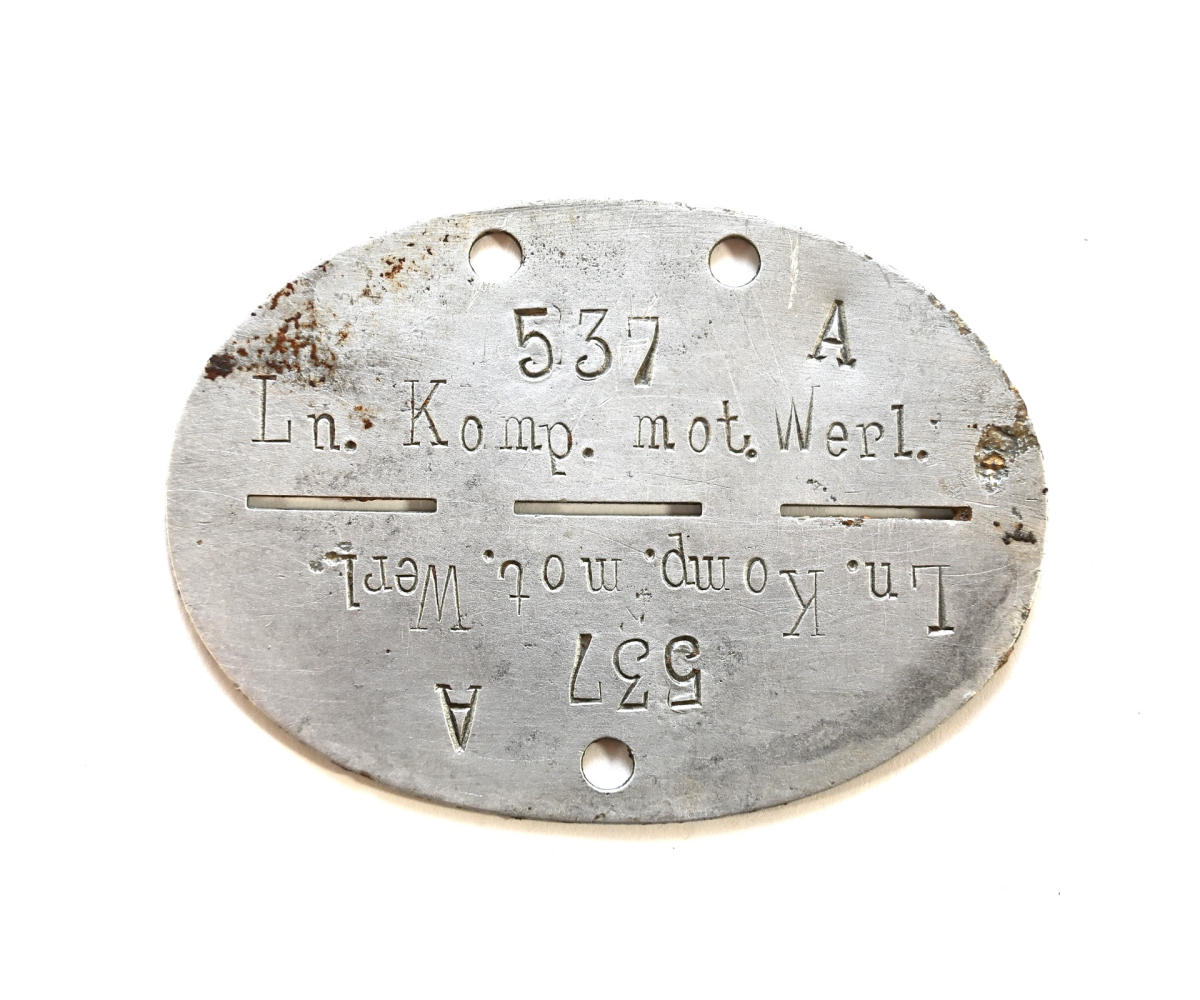 537 A
Ln. Komp. mot. Werl.
Ln. Komp. mot. Werl.
537
A